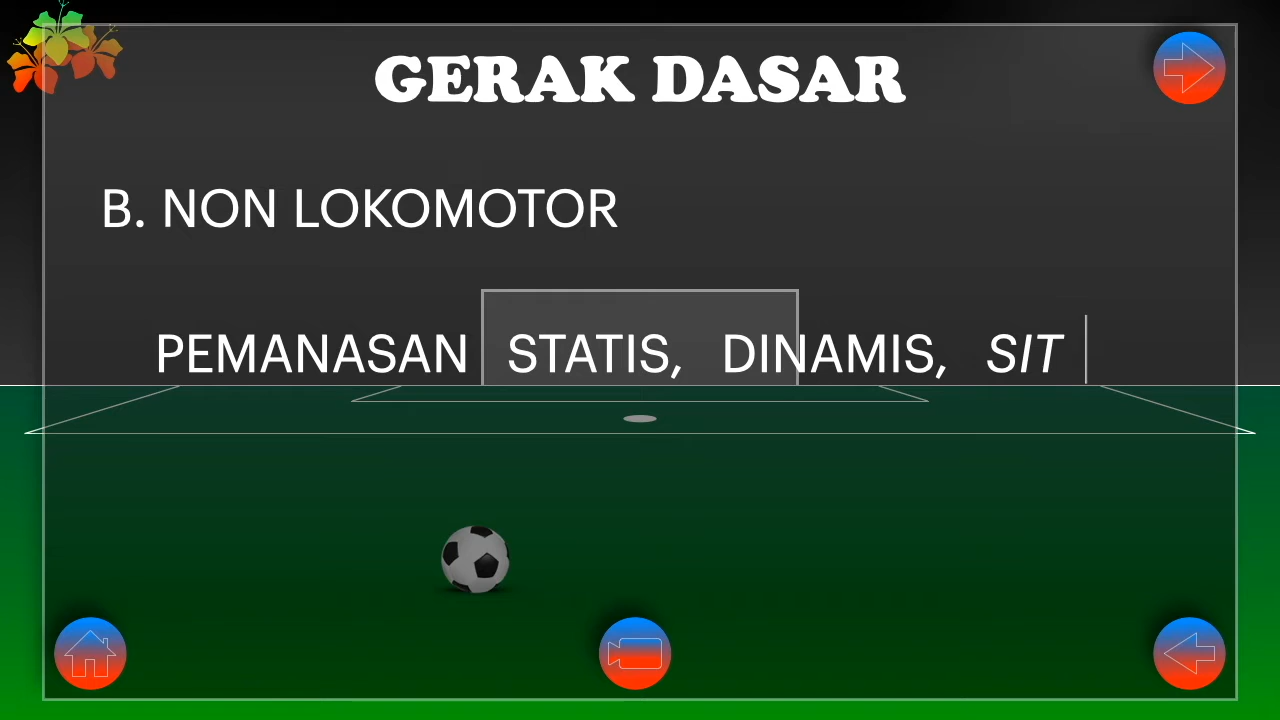 GERAK DASAR
B. NON LOKOMOTOR
PEMANASAN STATIS, DINAMIS, SIT